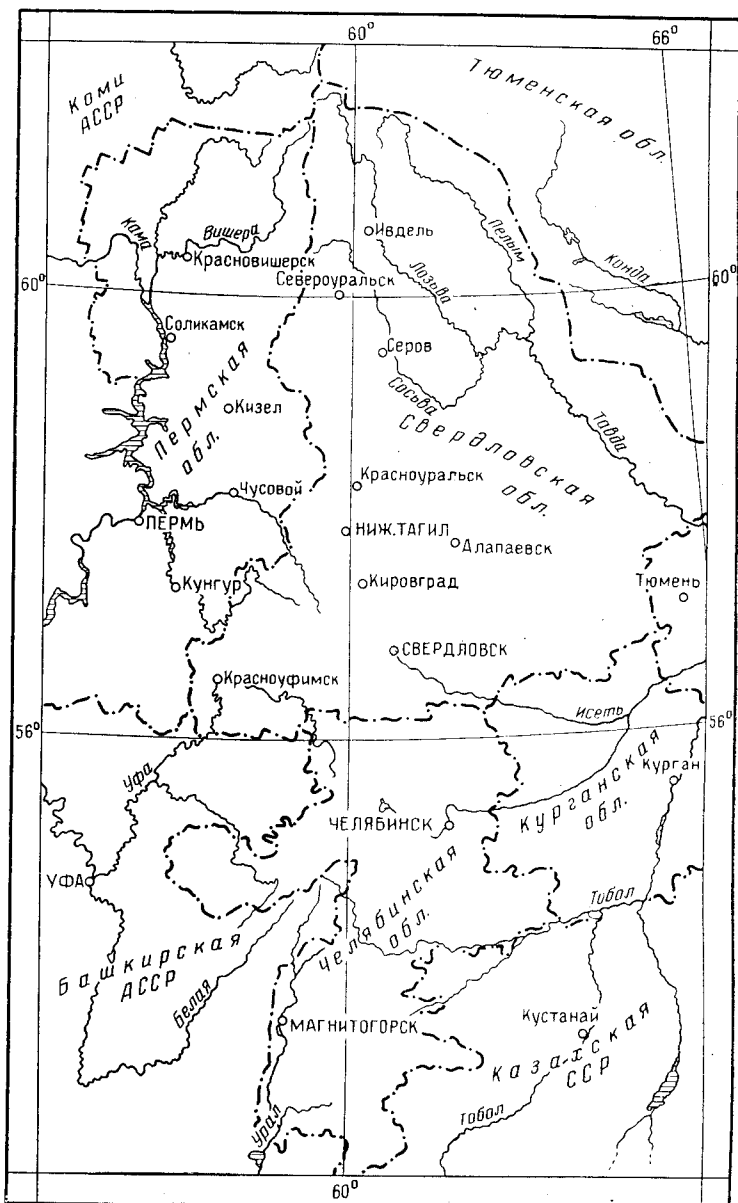 60°
66°
Коми
АССР
Тюменская обл.
Кама
Вишера
Ивдель
Пелым
Красновишерск
Лозьва
Конда
60°
60°
Североуральск
Соликамск
Серов
Пермская
обл.
Кизел
Сосьва
Свердловская
обл.
Тавда
Чусовой
Красноуральск
ПЕРМЬ
НИЖ. ТАГИЛ
Алапаевск
Кунгур
Кировград
Тюмень
СВЕРДЛОВСК
Красноуфимск
Исеть
56°
56°
Уфа
Курган
Курганская
обл.
ЧЕЛЯБИНСК
УФА
Челябинская
обл.
Тобол
Башкирская
АССР
Белая
МАГНИТОГОРСК
Кустанай
Казахская
ССР
Тобол
Урал
60°